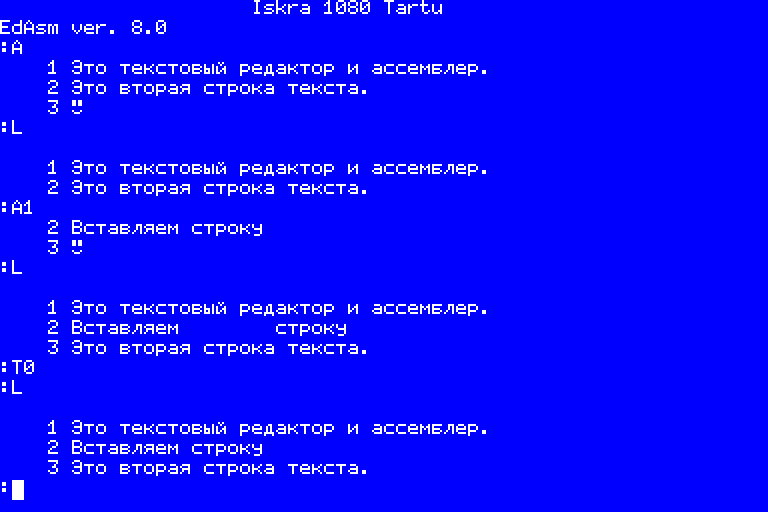 Iskra 1080 Tartu
EdAsm ver. 8.0
:A
1 Это текстовый редактор и ассемблер.
2 Это вторая строка текста.
3 
:L
1 Это текстовый редактор и ассемблер.
2 Это вторая строка текста.
:A1
2 Вставляем строку
3 
:L
1 Это текстовый редактор и ассемблер.
2 Вставляем строку
3 Это вторая строка текста.
:T0
:L
1 Это текстовый редактор и ассемблер.
2 Вставляем строку
3 Это вторая строка текста.
: